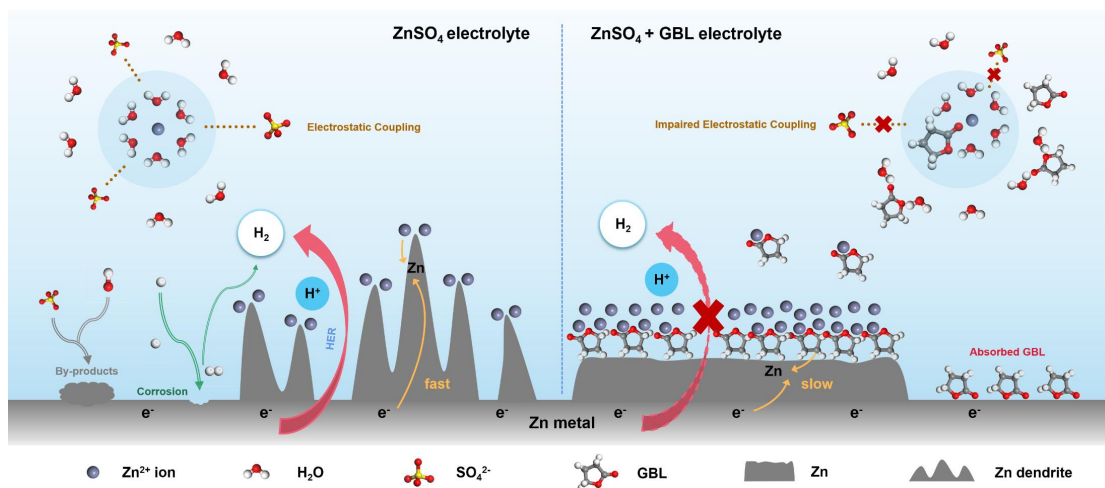 ZnSO₄ electrolyte
ZnSO₄ + GBL electrolyte
Electrostatic Coupling
Impaired Electrostatic Coupling
H₂
H⁺
HER
Zn
fast
By-products
Corrosion
H₂
H⁺
Zn
slow
Absorbed GBL
e⁻ e⁻ e⁻ e⁻ e⁻ e⁻ e⁻ e⁻
Zn metal
Zn²⁺ ion
H₂O
SO₄²⁻
GBL
Zn
Zn dendrite